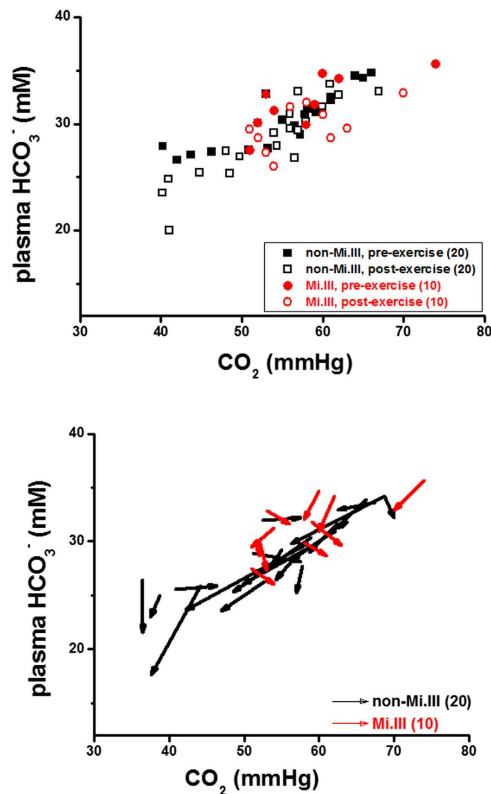 40
30
20
plasma HCO3- (mM)
non-Mi.III, pre-exercise (20)
non-Mi.III, post-exercise (20)
Mi.III, pre-exercise (10)
Mi.III, post-exercise (10)
30 40 50 60 70 80
CO2 (mmHg)
40
30
20
plasma HCO3- (mM)
non-Mi.III (20)
Mi.III (10)
30 40 50 60 70 80
CO2 (mmHg)